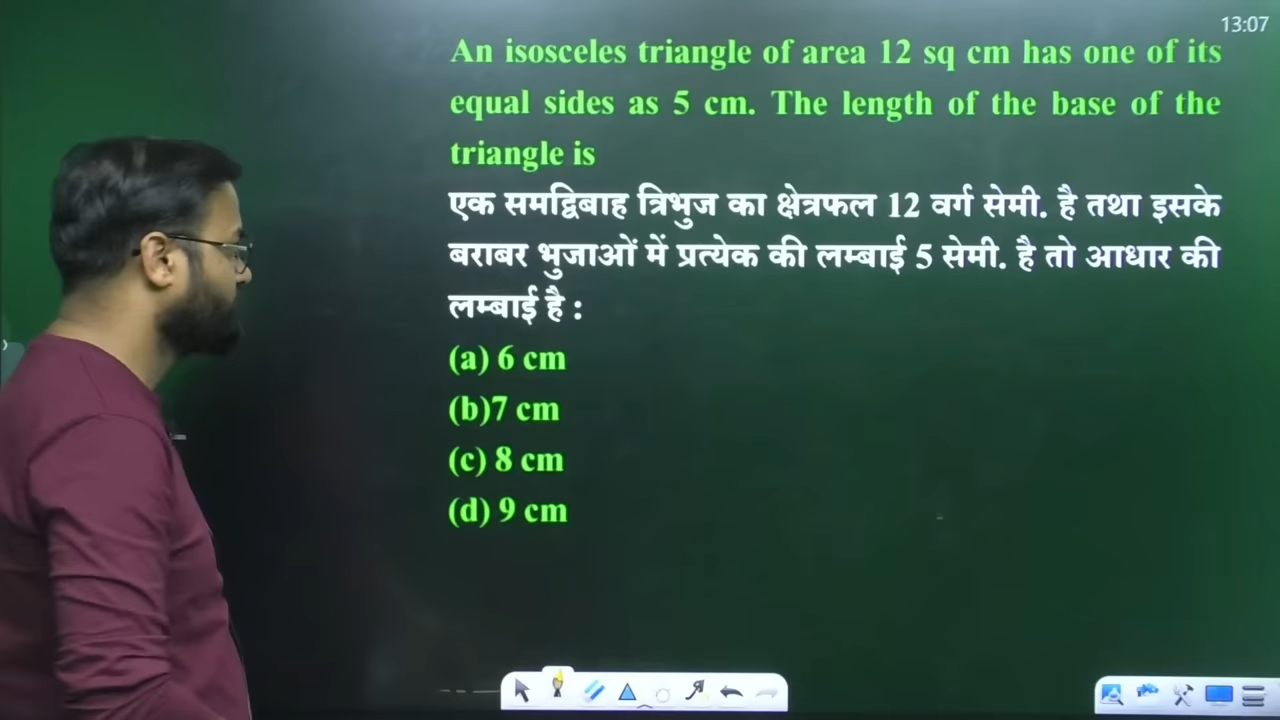 13:07
An isosceles triangle of area 12 sq cm has one of its
equal sides as 5 cm. The length of the base of the
triangle is
एक समद्विबाह त्रिभुज का क्षेत्रफल 12 वर्ग सेमी. है तथा इसके
बराबर भुजाओं में प्रत्येक की लम्बाई 5 सेमी. है तो आधार की
लम्बाई है :
(a) 6 cm
(b)7 cm
(c) 8 cm
(d) 9 cm